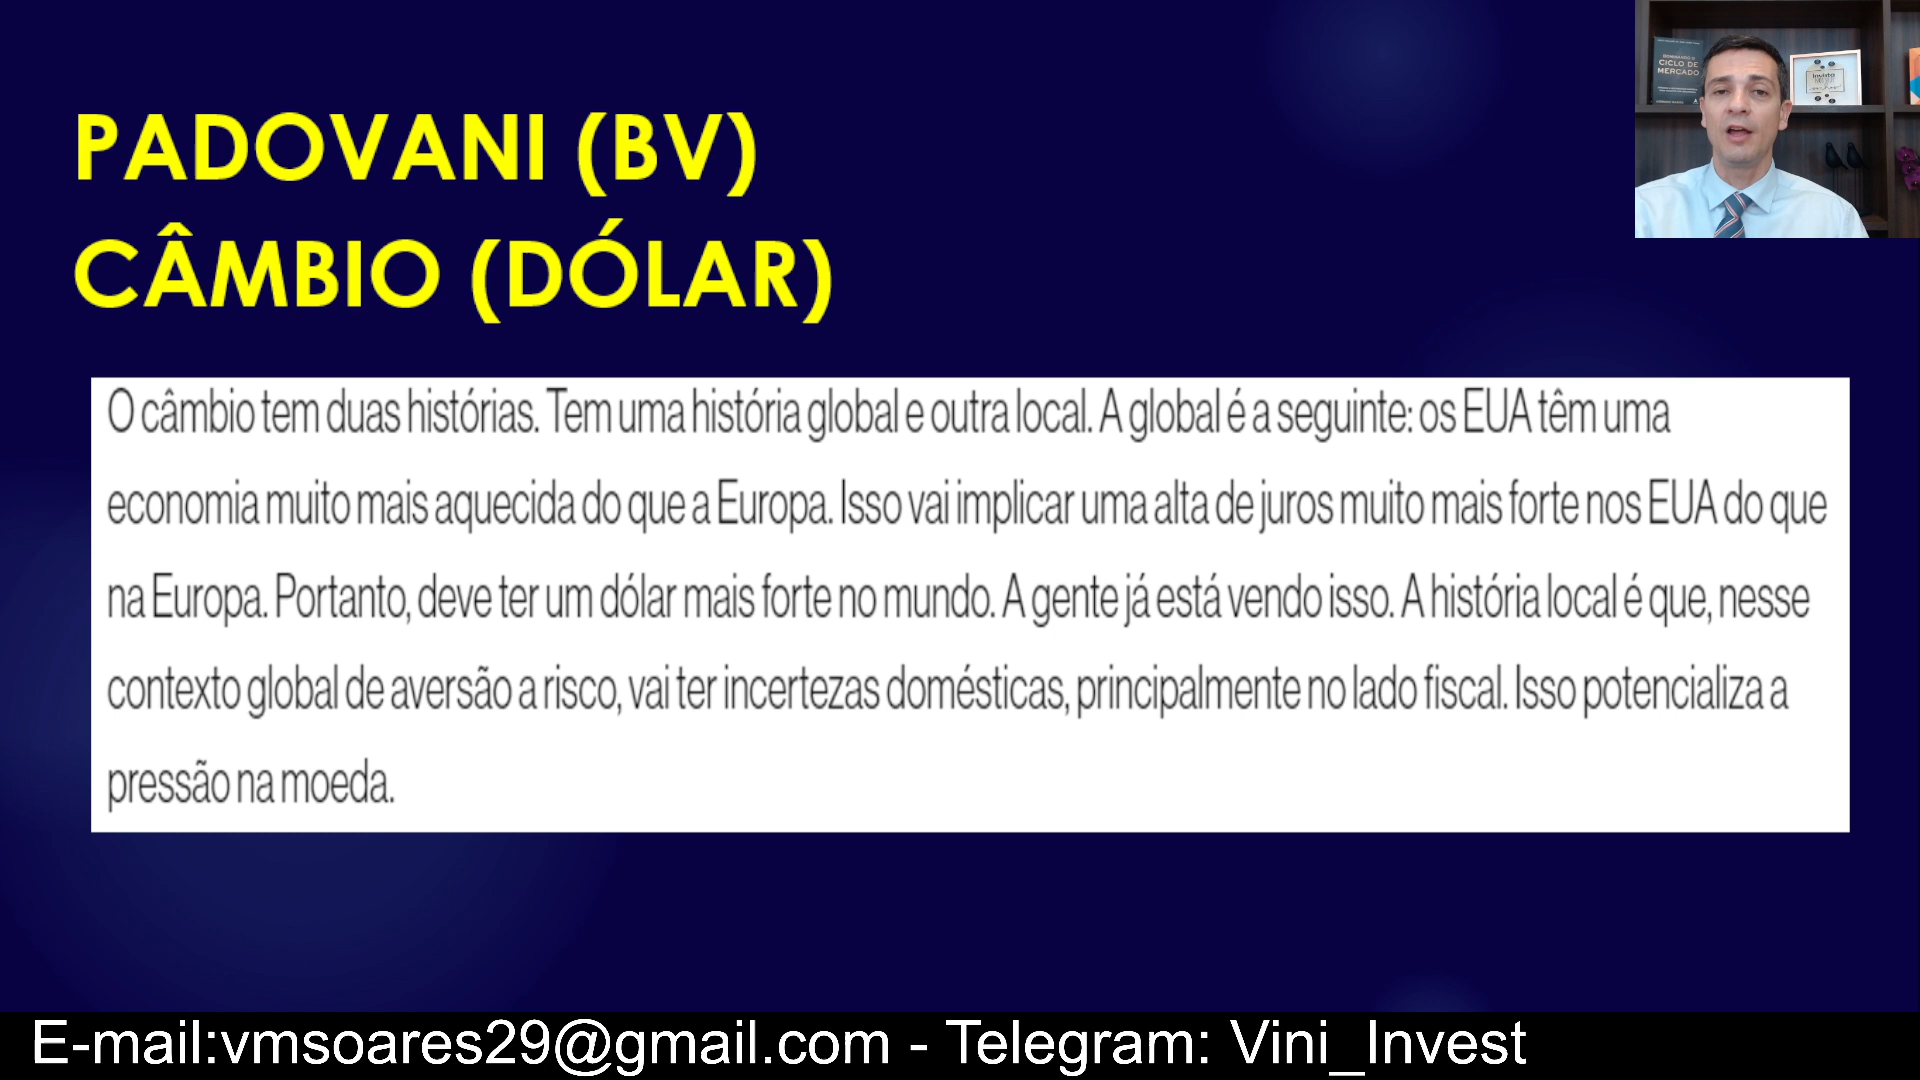 PADOVANI (BV)
CÂMBIO (DÓLAR)
CICLO DE
MERCADO
Invista
O câmbio tem duas histórias. Tem uma história global e outra local. A global é a seguinte: os EUA têm uma
economia muito mais aquecida do que a Europa. Isso vai implicar uma alta de juros muito mais forte nos EUA do que
na Europa. Portanto, deve ter um dólar mais forte no mundo. A gente já está vendo isso. A história local é que, nesse
contexto global de aversão a risco, vai ter incertezas domésticas, principalmente no lado fiscal. Isso potencializa a
pressão na moeda.
E-mail:vmsoares29@gmail.com - Telegram: Vini_Invest